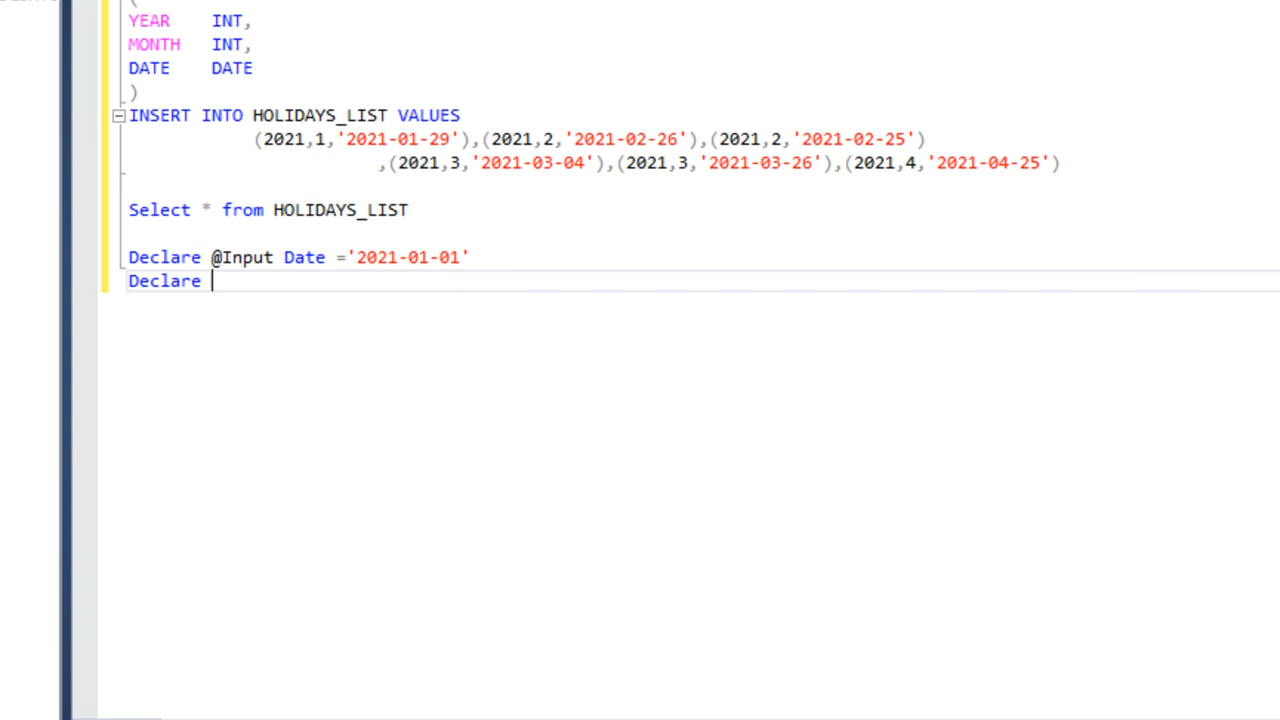 (
YEAR    INT,
MONTH   INT,
DATE    DATE
)
INSERT INTO HOLIDAYS_LIST VALUES
(2021,1,'2021-01-29'),(2021,2,'2021-02-26'),(2021,2,'2021-02-25')
,(2021,3,'2021-03-04'),(2021,3,'2021-03-26'),(2021,4,'2021-04-25')
Select * from HOLIDAYS_LIST
Declare @Input Date ='2021-01-01'
Declare